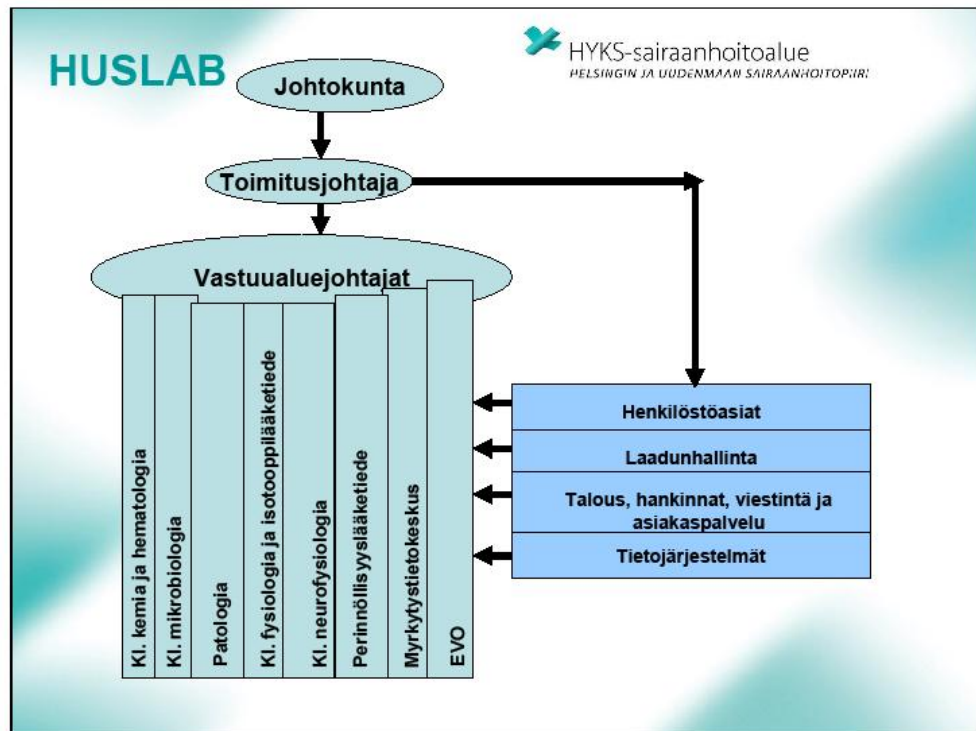 HUSLAB
HYKS-sairaanhoitoalue
HELSINGIN JA UUDENMAAN SAIRAANHOITOPIIRI
Johtokunta
Toimitusjohtaja
Vastuualuejohtajat
Kl. kemia ja hematologia
Kl. mikrobiologia
Patologia
Kl. fysiologia ja isotooppilääketiede
Kl. neurofysiologia
Perinnöllisyyslääketiede
Myrkytystietokeskus
EVO
Henkilöstöasiat
Laadunhallinta
Talous, hankinnat, viestintä ja
asiakaspalvelu
Tietojärjestelmät